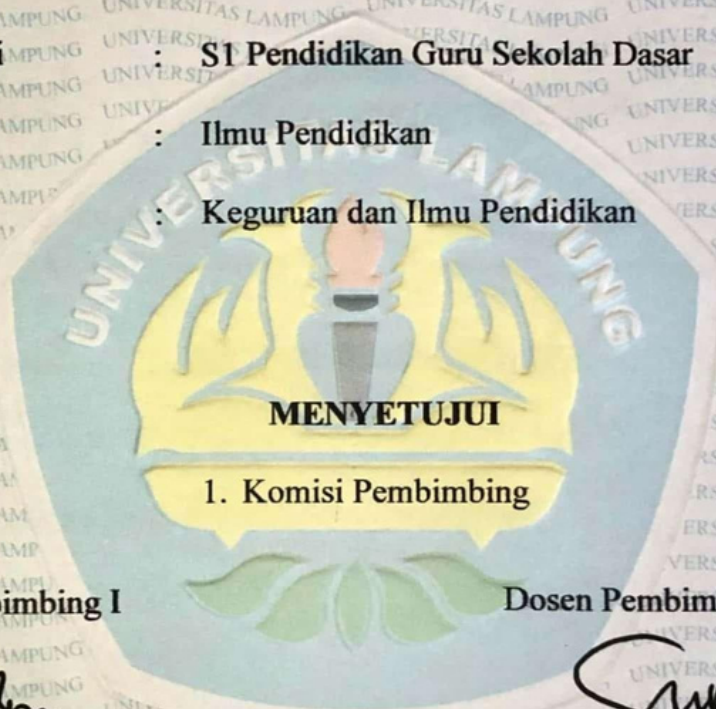 : S1 Pendidikan Guru Sekolah Dasar
: Ilmu Pendidikan
: Keguruan dan Ilmu Pendidikan
UNIVERSITAS LAMPUNG
MENYETUJUI
1. Komisi Pembimbing
imbing I Dosen Pembim